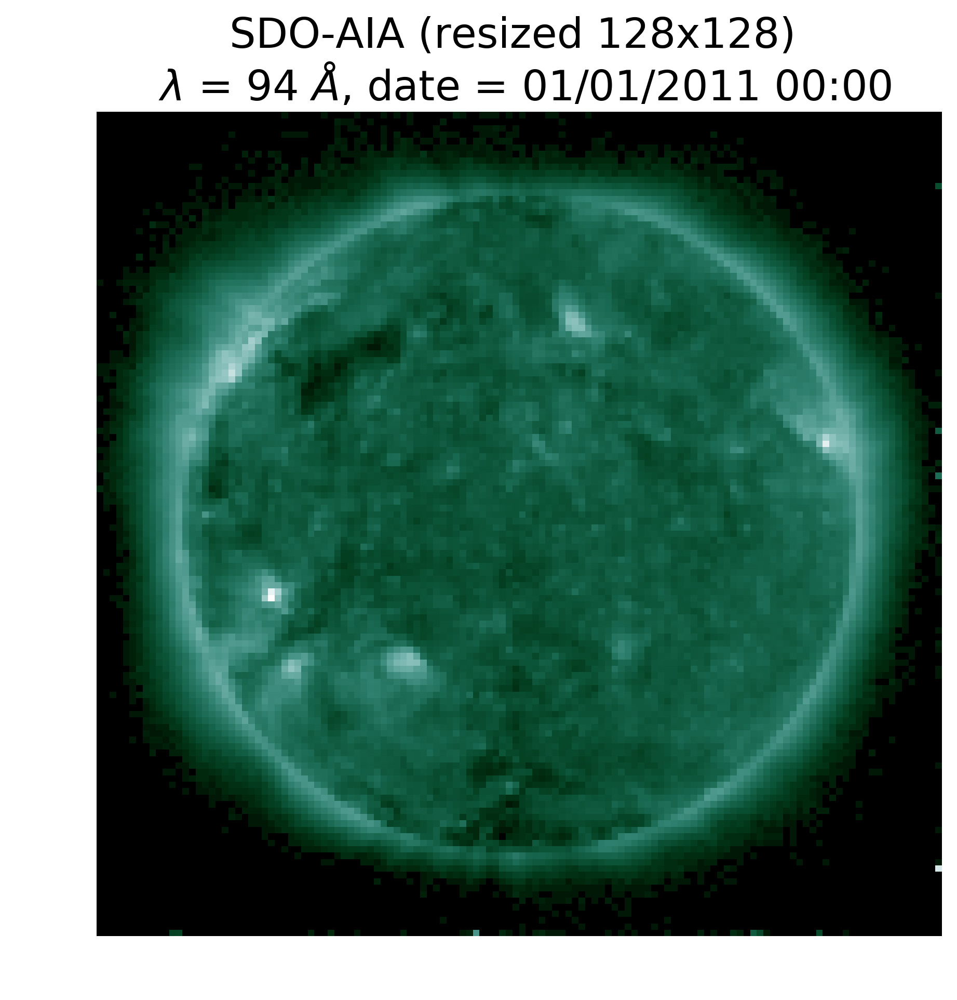 SDO-AIA (resized 128x128)
λ = 94 Å, date = 01/01/2011 00:00